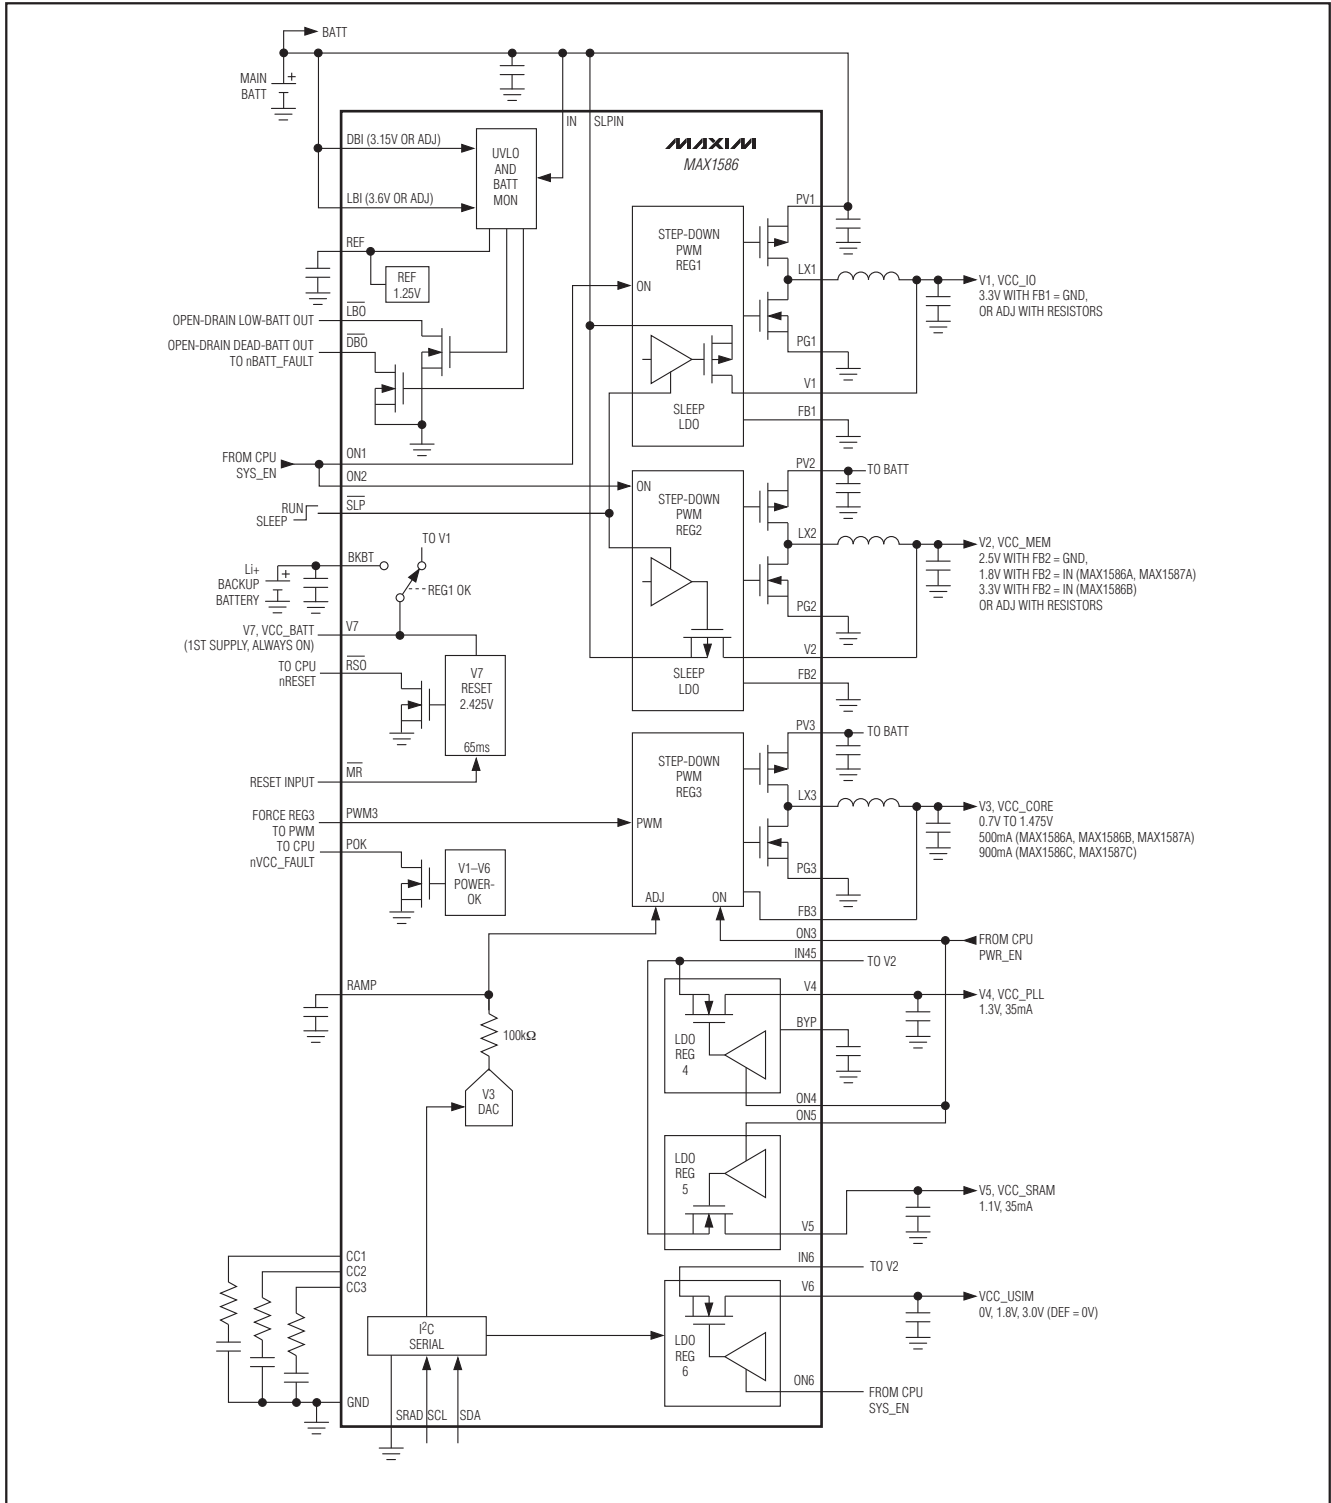 BATT
MAIN
BATT
IN
SLPIN
MAXIM
MAX1586
DBI (3.15V OR ADJ)
UVLO
AND
BATT
MON
LBI (3.6V OR ADJ)
REF
REF
1.25V
LBO
OPEN-DRAIN LOW-BATT OUT
DBO
OPEN-DRAIN DEAD-BATT OUT
TO nBATT_FAULT
STEP-DOWN
PWM
REG1
ON
PV1
LX1
V1, VCC_IO
3.3V WITH FB1 = GND,
OR ADJ WITH RESISTORS
PG1
V1
SLEEP
LDO
FB1
FROM CPU
SYS_EN
ON1
ON2
RUN
SLEEP
SLP
ON
STEP-DOWN
PWM
REG2
PV2
TO BATT
LX2
V2, VCC_MEM
2.5V WITH FB2 = GND,
1.8V WITH FB2 = IN (MAX1586A, MAX1587A)
3.3V WITH FB2 = IN (MAX1586B)
OR ADJ WITH RESISTORS
PG2
V2
SLEEP
LDO
FB2
TO V1
BKBT
Li+
BACKUP
BATTERY
REG1 OK
V7, VCC_BATT
(1ST SUPPLY, ALWAYS ON)
V7
TO CPU
nRESET
RSO
V7
RESET
2.425V
65ms
RESET INPUT
MR
FORCE REG3
TO PWM
PWM3
TO CPU
nVCC_FAULT
POK
V1–V6
POWER-
OK
STEP-DOWN
PWM
REG3
PWM
ADJ
ON
PV3
TO BATT
LX3
V3, VCC_CORE
0.7V TO 1.475V
500mA (MAX1586A, MAX1586B, MAX1587A)
900mA (MAX1586C, MAX1587C)
PG3
FB3
ON3
FROM CPU
PWR_EN
IN45
TO V2
RAMP
100kΩ
V3
DAC
V4
V4, VCC_PLL
1.3V, 35mA
BYP
LDO
REG
4
ON4
ON5
LDO
REG
5
V5
V5, VCC_SRAM
1.1V, 35mA
IN6
TO V2
V6
VCC_USIM
0V, 1.8V, 3.0V (DEF = 0V)
LDO
REG
6
ON6
FROM CPU
SYS_EN
CC1
CC2
CC3
I²C
SERIAL
GND
SRAD
SCL
SDA